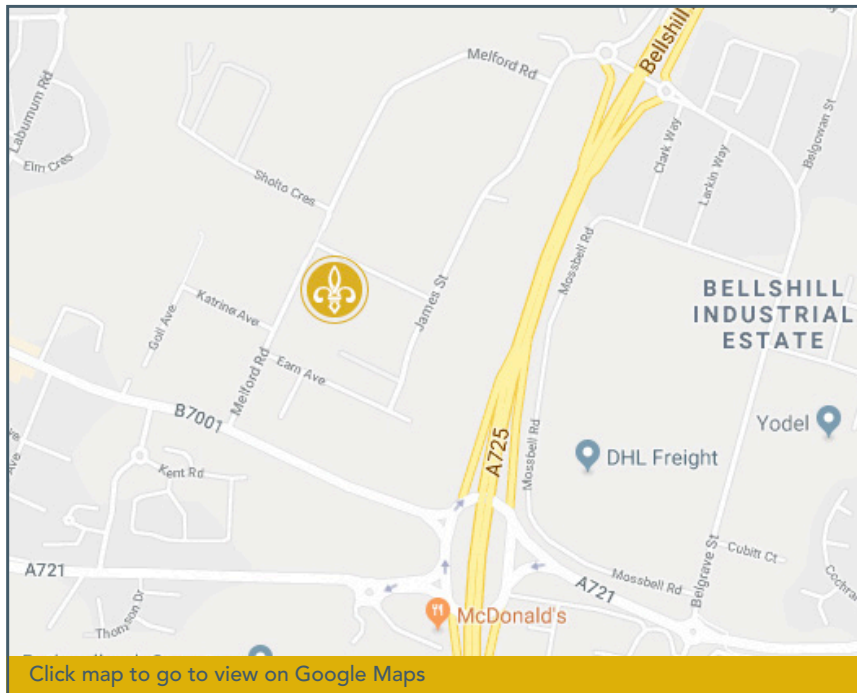 Melford Rd
Bellshill
Laburnum Rd
Elm Cres
Sholto Cres
Clark Way
Larkin Way
Belgowan St
Mossbell Rd
James St
Katrine Ave
Goil Ave
Melford Rd
Earn Ave
BELLSHILL
INDUSTRIAL
ESTATE
B7001
A725
Mossbell Rd
DHL Freight
Yodel
Kent Rd
Ave
A721
Mossbell Rd
Belgrave St
Cubitt Ct
A721
Thomson Dr
McDonald's
Click map to go to view on Google Maps